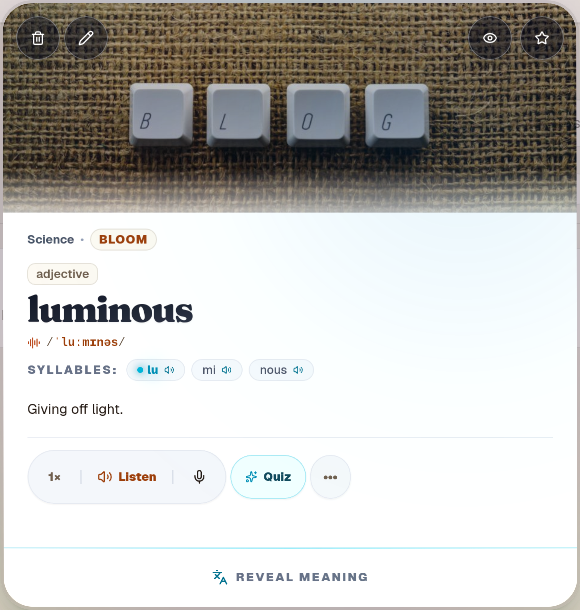 B L O G
Science · BLOOM
adjective
luminous
/ˈluːmɪnəs/
SYLLABLES: lu mi nous
Giving off light.
1× Listen Quiz •••
REVEAL MEANING